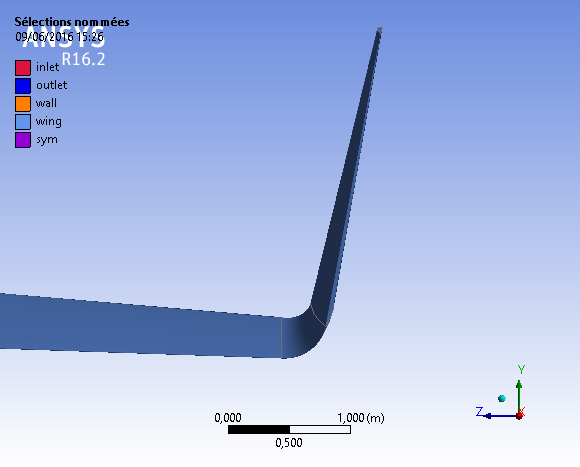 Sélections nommées
09/06/2016 15:26
ANSYS
R16.2
inlet
outlet
wall
wing
sym
0,000
1,000 (m)
0,500
Y
Z
X